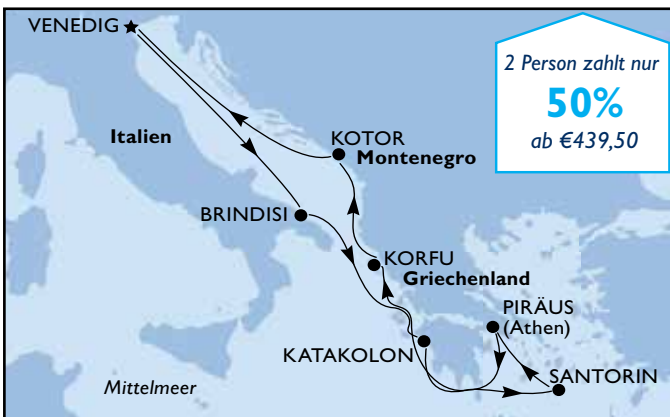 VENEDIG
2 Person zahlt nur
50%
ab €439,50
Italien
KOTOR
Montenegro
BRINDISI
KORFU
Griechenland
PIRÄUS
(Athen)
KATAKOLON
SANTORIN
Mittelmeer